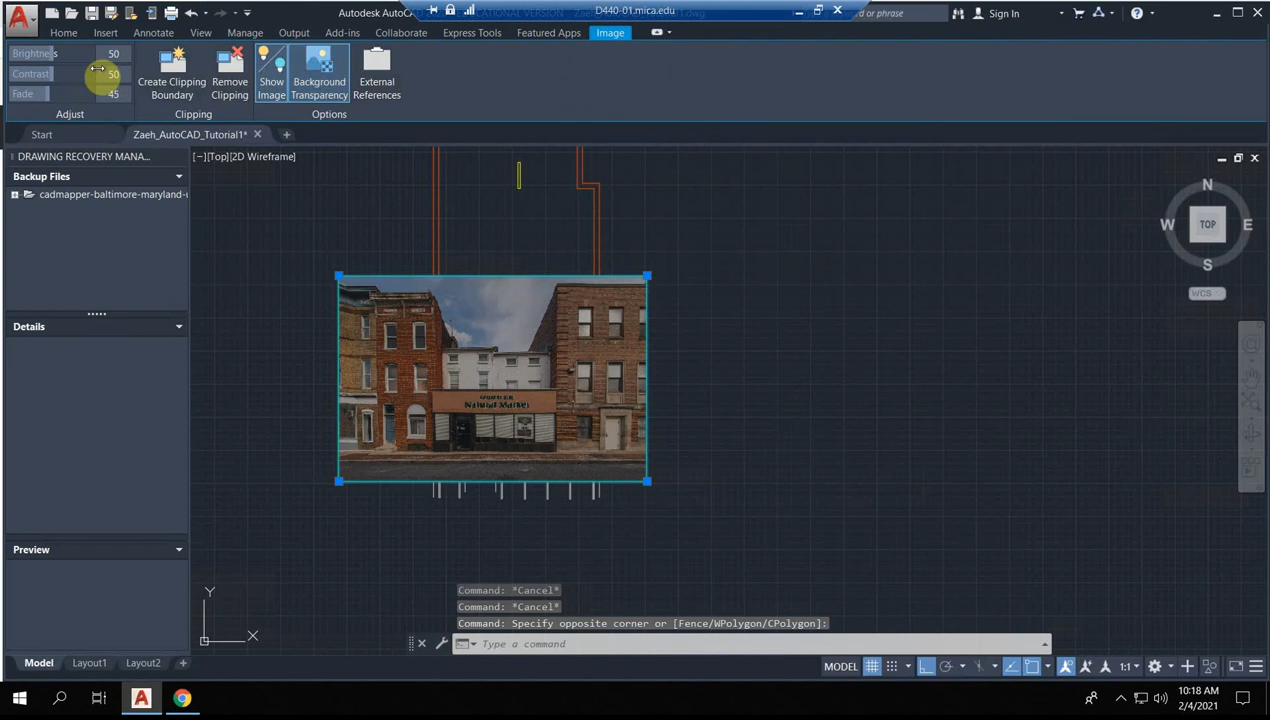 Autodesk AutoCAD
D440-01.mica.edu
or phrase
Sign In
Home Insert Annotate View Manage Output Add-ins Collaborate Express Tools Featured Apps Image
Brightness 50
Contrast 50
Fade 45
Create Clipping Boundary
Remove Clipping
Show Image
Background Transparency
External References
Adjust Clipping Options
Start Zaeh_AutoCAD_Tutorial1*
DRAWING RECOVERY MANA...
[−][Top][2D Wireframe]
Backup Files
cadmapper-baltimore-maryland-u
N
W TOP E
S
WCS
Details
Natural Market
Preview
Y
X
Command: *Cancel*
Command: *Cancel*
Command: Specify opposite corner or [Fence/WPolygon/CPolygon]:
Type a command
Model Layout1 Layout2
MODEL 1:1
10:18 AM
2/4/2021